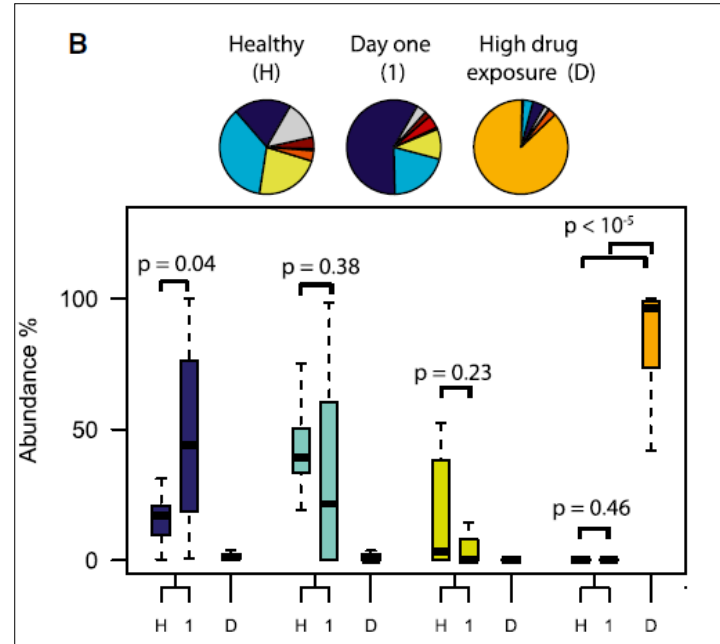 B
Healthy
(H)
Day one
(1)
High drug
exposure (D)
p < 10⁻⁵
p = 0.04
p = 0.38
p = 0.23
p = 0.46
Abundance %
100
50
0
H 1 D H 1 D H 1 D H 1 D